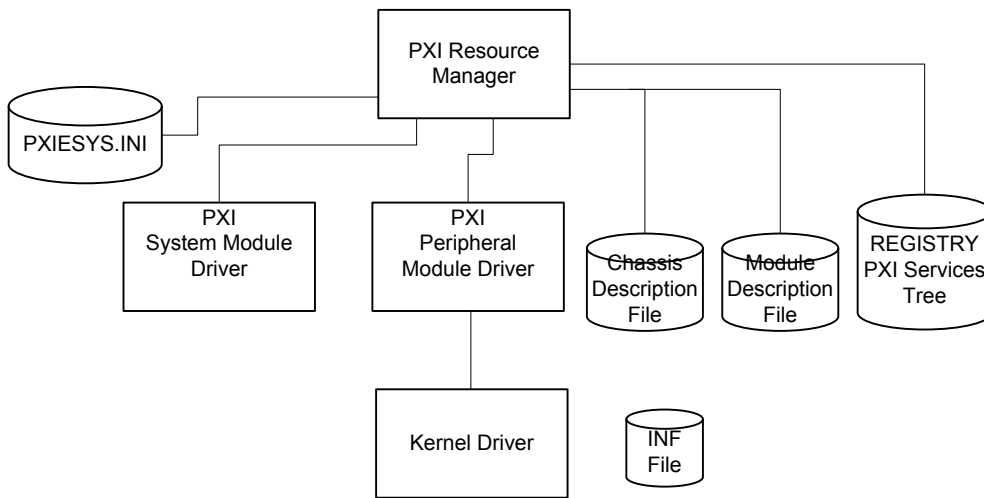 PXI Resource
Manager
PXIESYS.INI
PXI
System Module
Driver
PXI
Peripheral
Module Driver
Chassis
Description
File
Module
Description
File
REGISTRY
PXI Services
Tree
Kernel Driver
INF
File